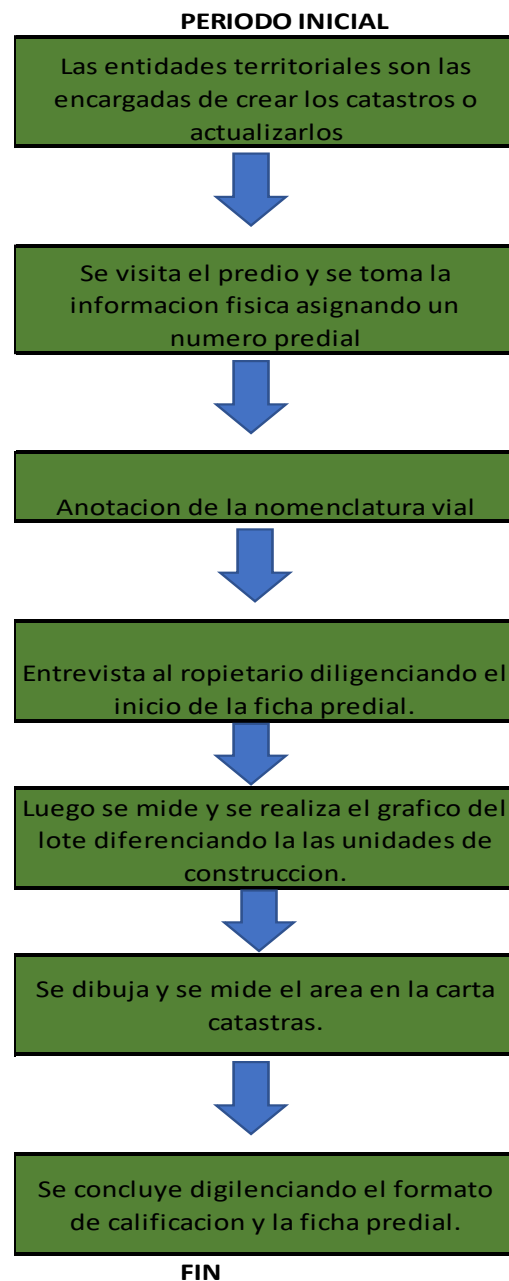 PERIODO INICIAL
Las entidades territoriales son las
encargadas de crear los catastros o
actualizarlos
Se visita el predio y se toma la
informacion fisica asignando un
numero predial
Anotacion de la nomenclatura vial
Entrevista al ropietario diligenciando el
inicio de la ficha predial.
Luego se mide y se realiza el grafico del
lote diferenciando la las unidades de
construccion.
Se dibuja y se mide el area en la carta
catastras.
Se concluye digilenciando el formato
de calificacion y la ficha predial.
FIN